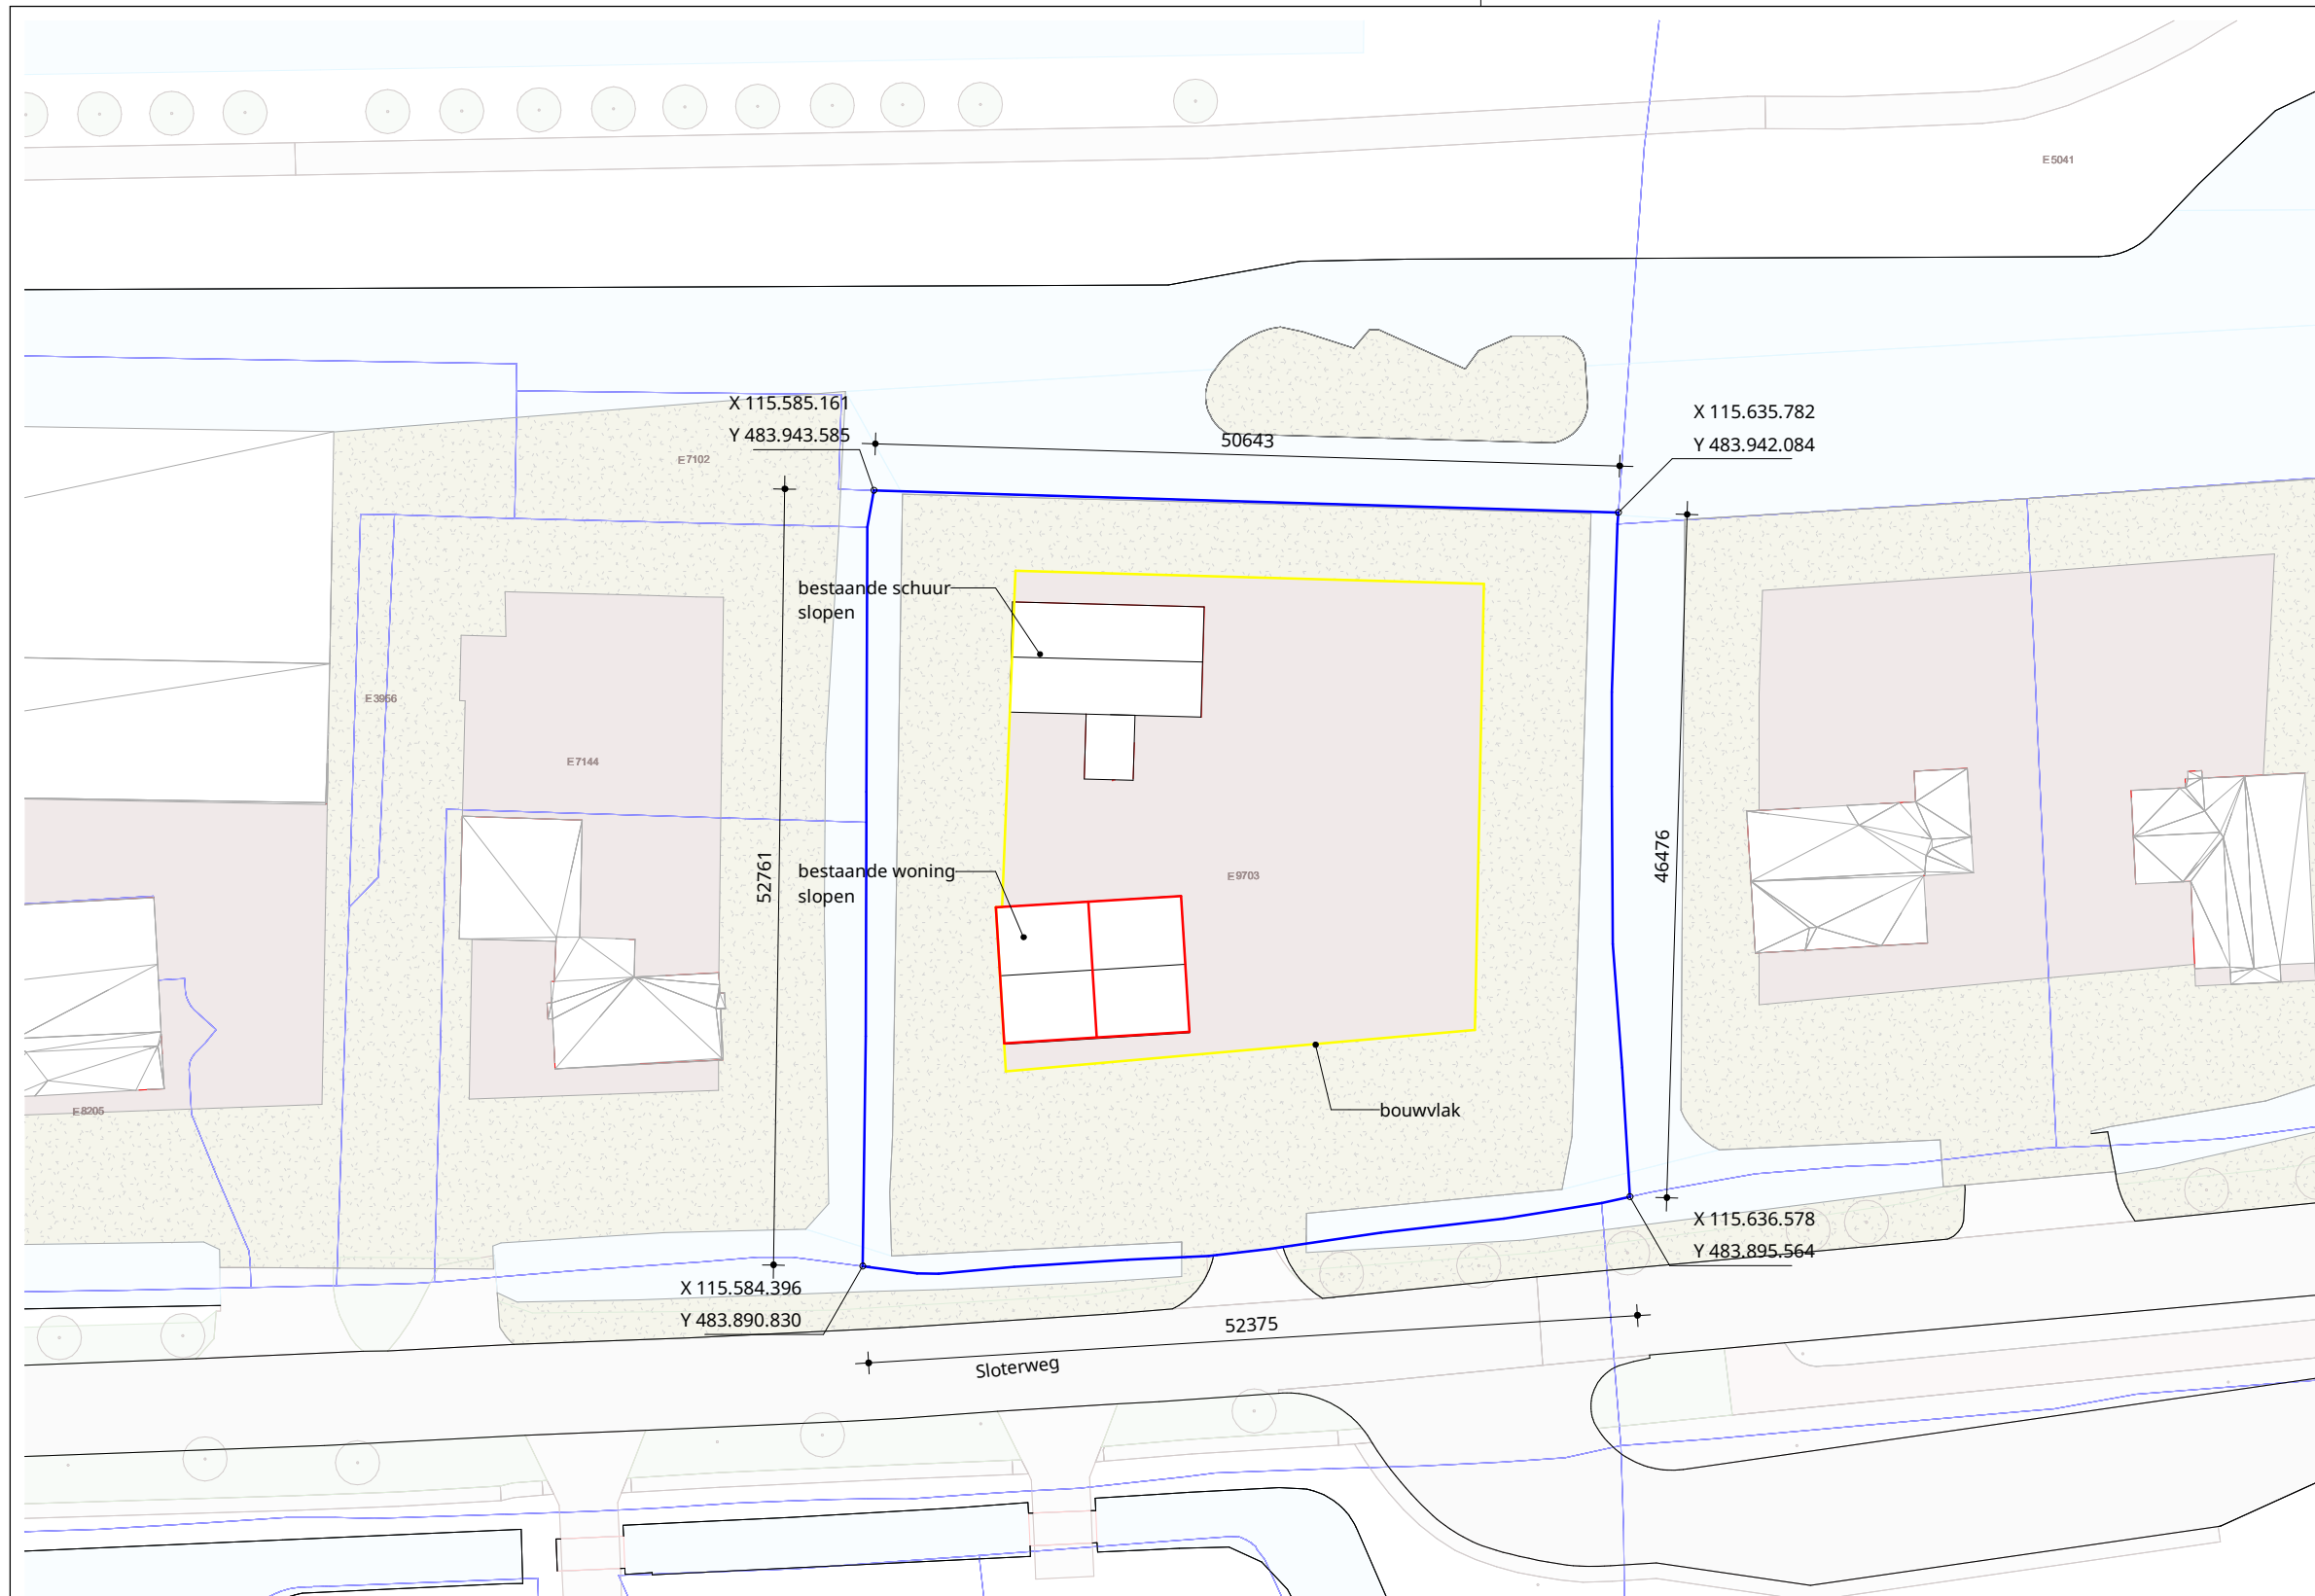 E5041
X 115.585.161
Y 483.943.585
50643
X 115.635.782
Y 483.942.084
E7102
bestaande schuur
slopen
E3966
E7144
52761
46476
bestaande woning
slopen
E9703
bouwvlak
E8205
X 115.636.578
Y 483.895.564
X 115.584.396
Y 483.890.830
52375
Sloterweg